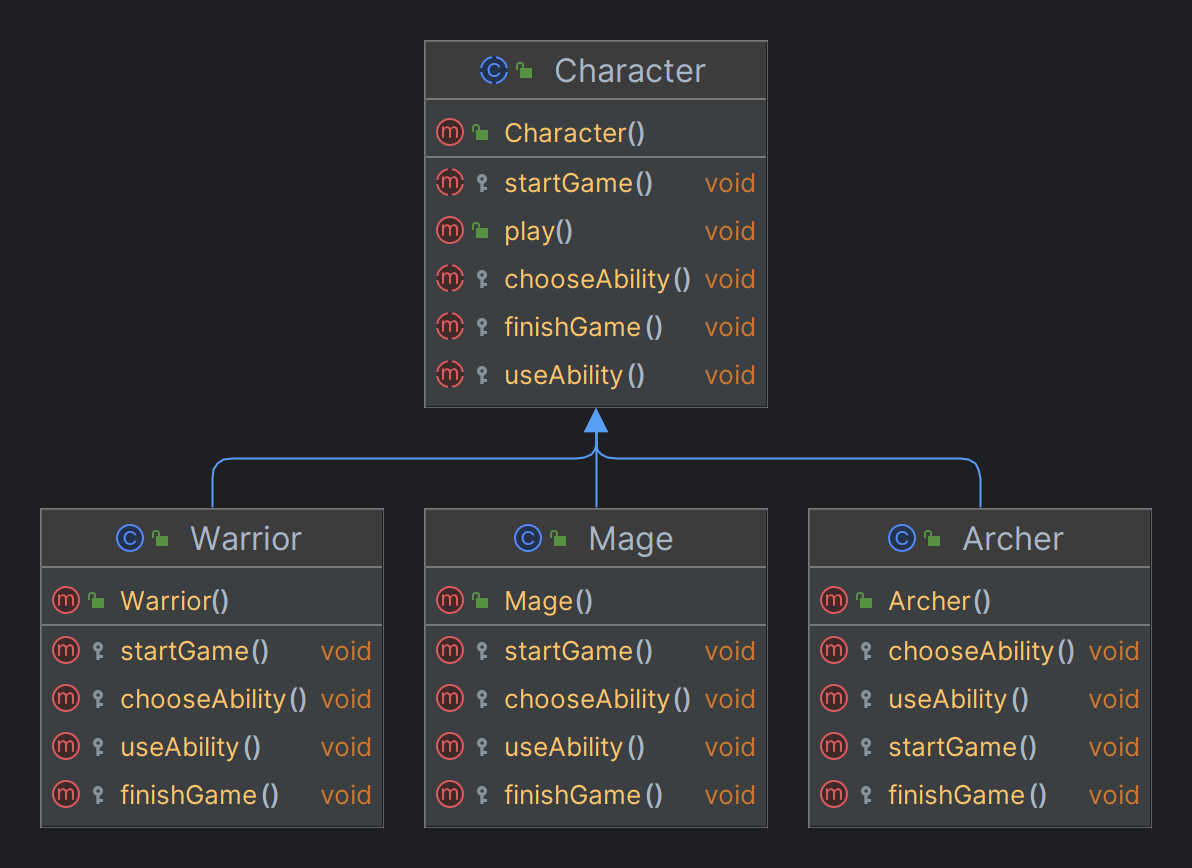 Character
Character()
startGame() void
play() void
chooseAbility() void
finishGame() void
useAbility() void
Warrior
Warrior()
startGame() void
chooseAbility() void
useAbility() void
finishGame() void
Mage
Mage()
startGame() void
chooseAbility() void
useAbility() void
finishGame() void
Archer
Archer()
chooseAbility() void
useAbility() void
startGame() void
finishGame() void